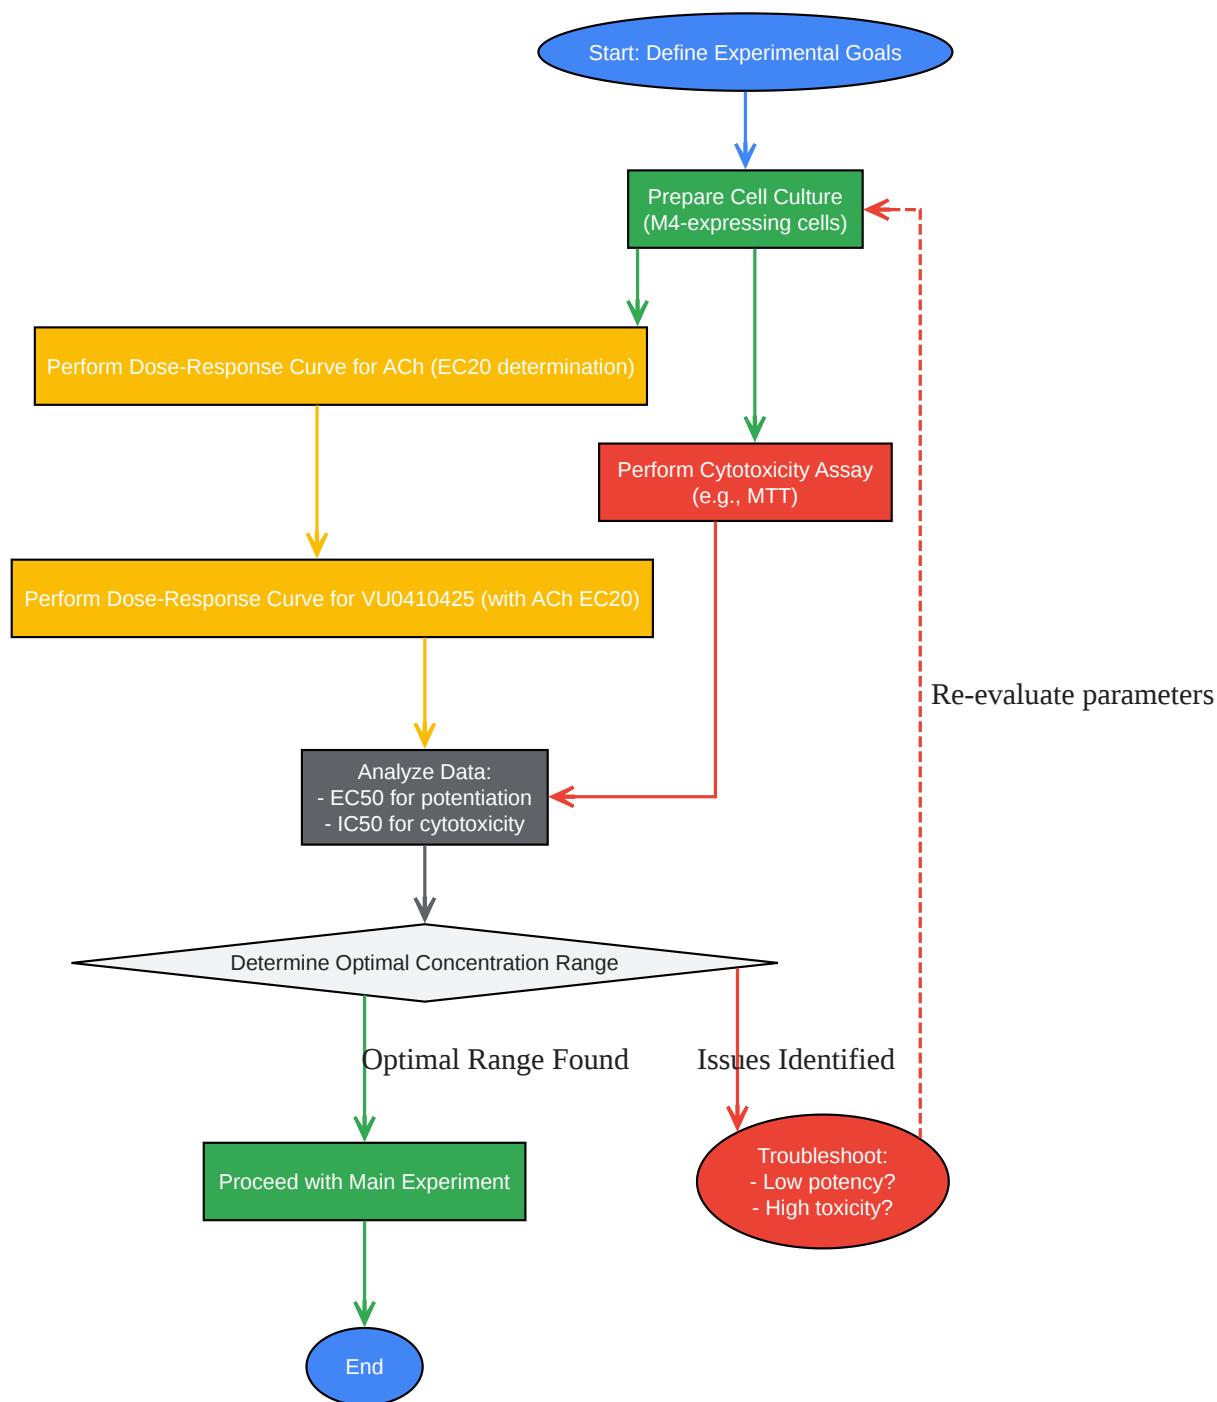 Start: Define Experimental Goals
Prepare Cell Culture
(M4-expressing cells)
Perform Dose-Response Curve for ACh (EC20 determination)
Perform Cytotoxicity Assay
(e.g., MTT)
Perform Dose-Response Curve for VU0410425 (with ACh EC20)
Re-evaluate parameters
Analyze Data:
- EC50 for potentiation
- IC50 for cytotoxicity
Determine Optimal Concentration Range
Optimal Range Found
Issues Identified
Troubleshoot:
- Low potency?
- High toxicity?
Proceed with Main Experiment
End